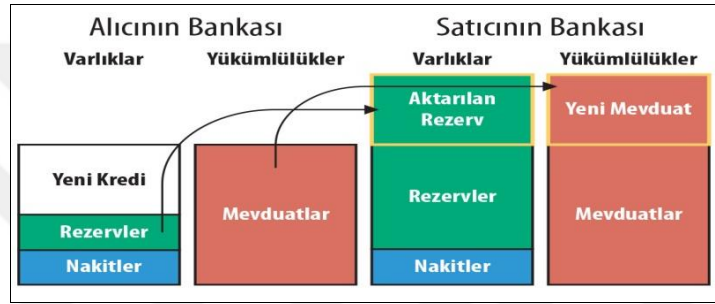 Alıcının Bankası
Satıcının Bankası
Varlıklar
Yükümlülükler
Varlıklar
Yükümlülükler
Aktarılan
Rezerv
Yeni Mevduat
Yeni Kredi
Rezervler
Nakitler
Mevduatlar
Rezervler
Nakitler
Mevduatlar